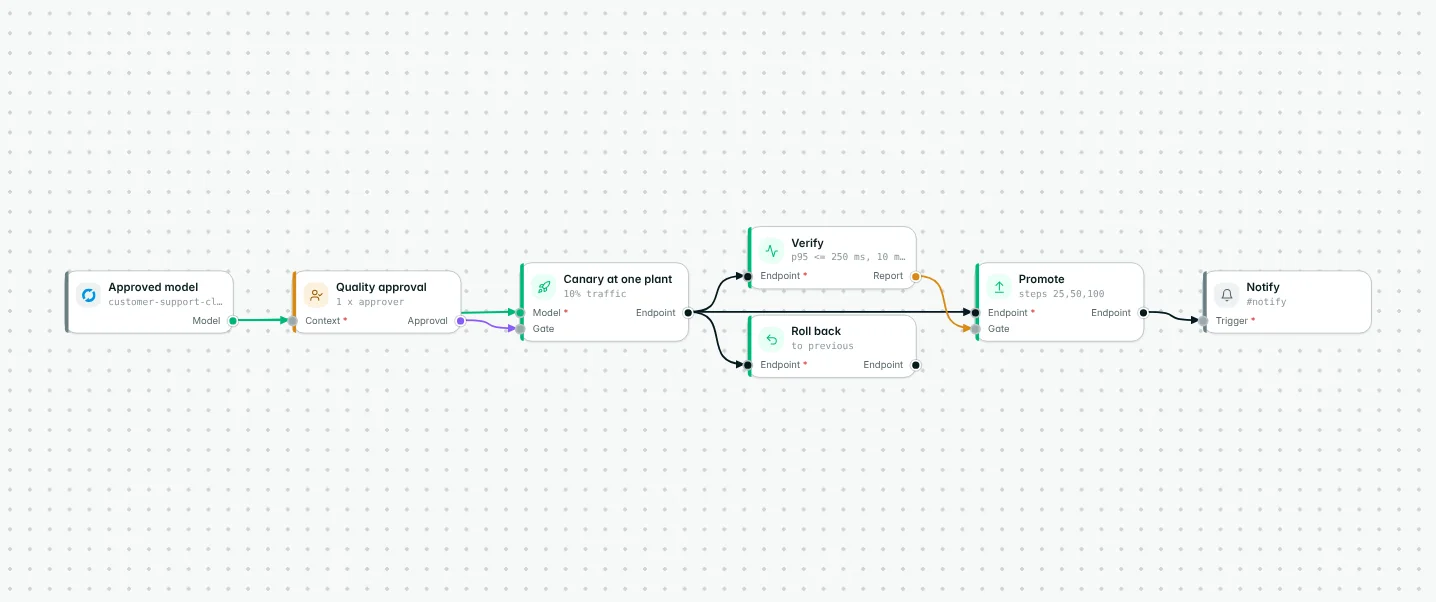 Approved model
customer-support-cl…
Model
Quality approval
1 x approver
Context *
Approval
Canary at one plant
10% traffic
Model *
Endpoint
Gate
Verify
p95 <= 250 ms, 10 m…
Endpoint *
Report
Roll back
to previous
Endpoint *
Endpoint
Promote
steps 25,50,100
Endpoint *
Endpoint
Gate
Notify
#notify
Trigger *